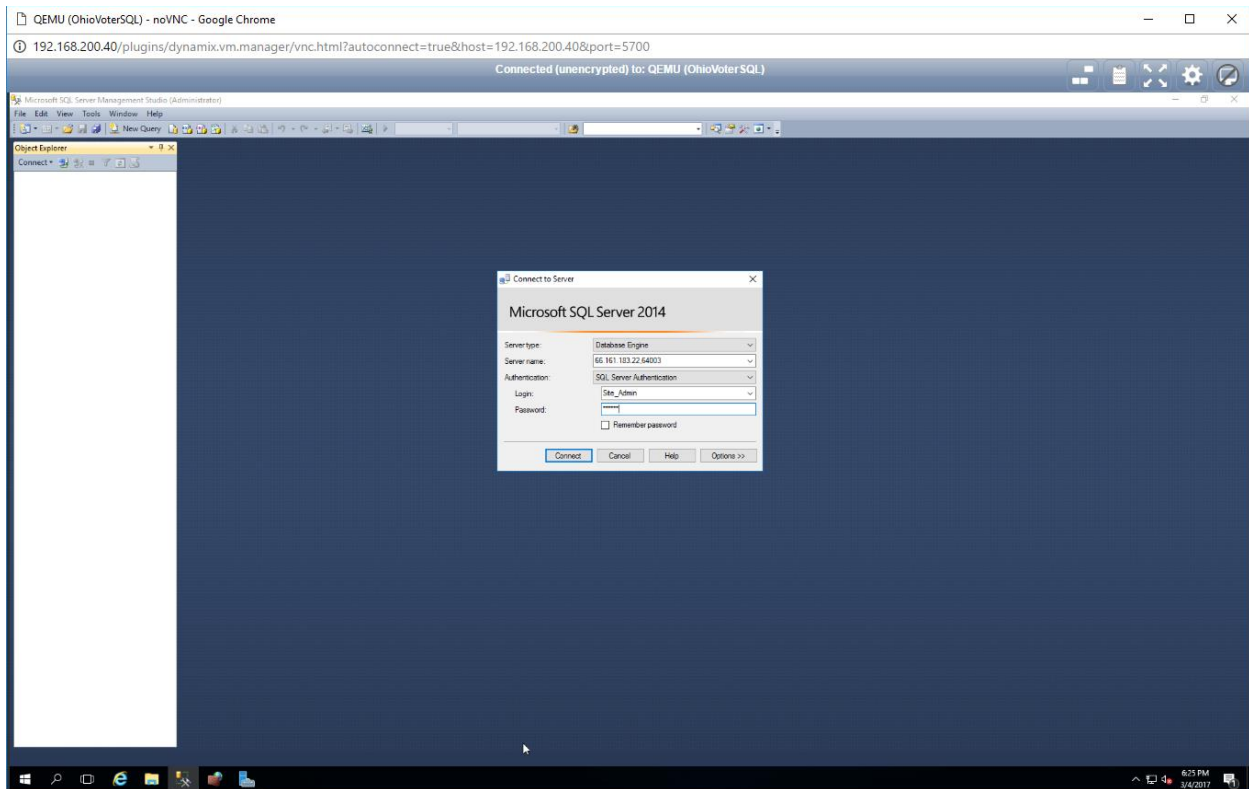 QEMU (OhioVoterSQL) - noVNC - Google Chrome
192.168.200.40/plugins/dynamix.vm.manager/vnc.html?autoconnect=true&host=192.168.200.40&port=5700
Connected (unencrypted) to: QEMU (OhioVoterSQL)
Microsoft SQL Server Management Studio (Administrator)
File Edit View Tools Window Help
New Query
Object Explorer
Connect
Connect to Server
Microsoft SQL Server 2014
Server type: Database Engine
Server name: 66.161.183.22,64003
Authentication: SQL Server Authentication
Login: Site_Admin
Password: ******
Remember password
Connect Cancel Help Options >>
6:25 PM
3/4/2017